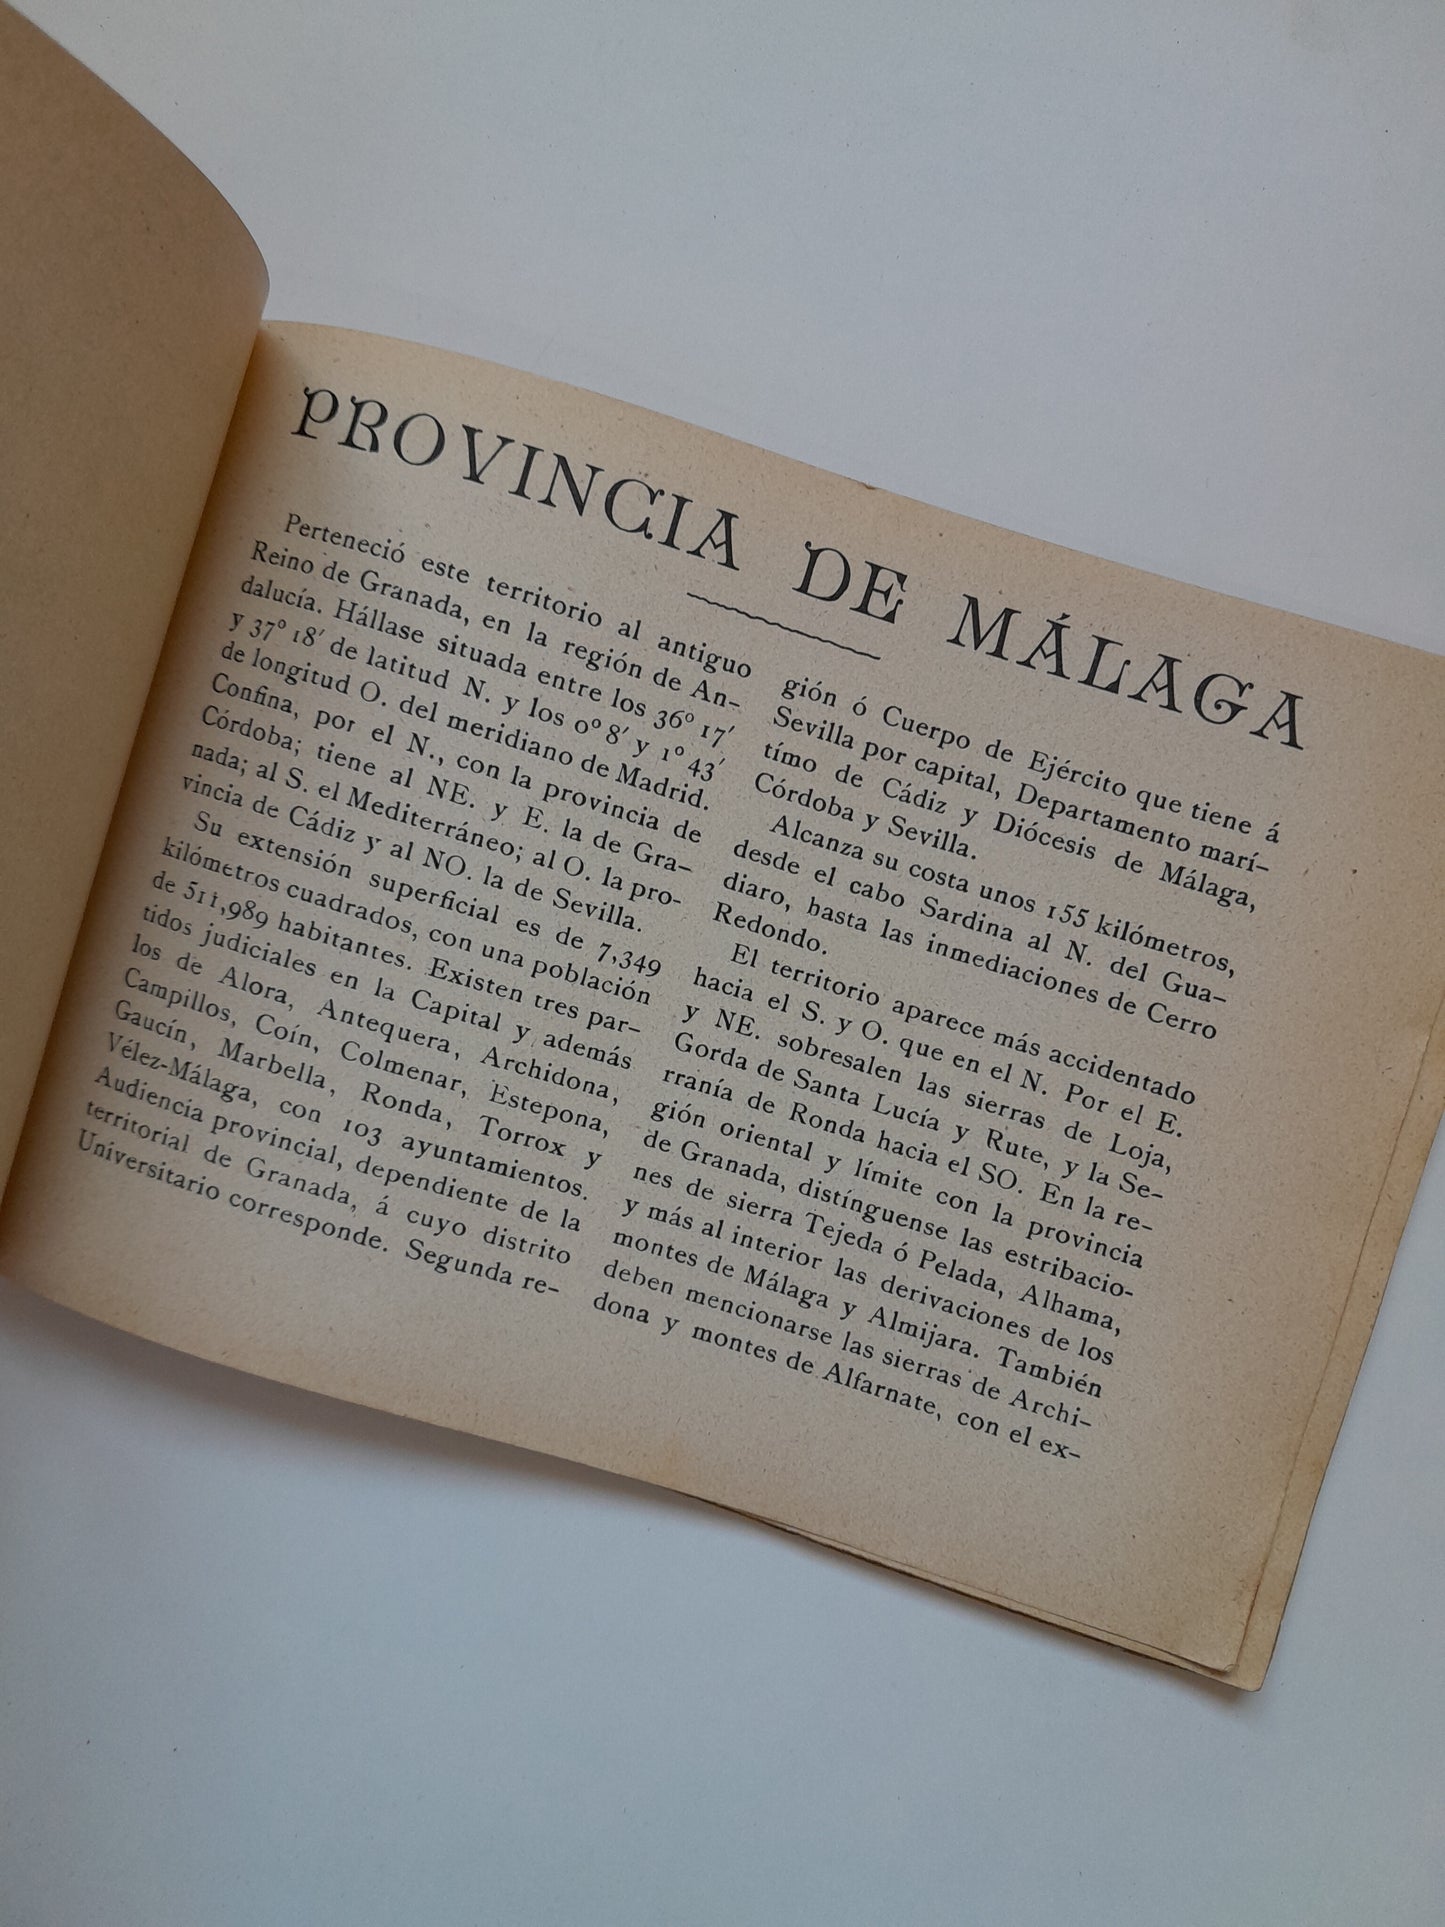 PROVINCIA DE MÁLAGA
Perteneció este territorio al antiguo
Reino de Granada, en la región de An-
dalucía. Hállase situada entre los 36° 17′
y 37° 18′ de latitud N. y los 0° 8′ y 1° 43′
de longitud O. del meridiano de Madrid.
Confina, por el N., con la provincia de
Córdoba; tiene al NE. y E. la de Gra-
nada; al S. el Mediterráneo; al O. la pro-
vincia de Cádiz y al NO. la de Sevilla.
Su extensión superficial es de 7,349
kilómetros cuadrados, con una población
de 511,989 habitantes. Existen tres par-
tidos judiciales en la Capital y además
los de Alora, Antequera, Archidona,
Campillos, Coín, Colmenar, Estepona,
Gaucín, Marbella, Ronda, Torrox y
Vélez-Málaga, con 103 ayuntamientos.
Audiencia provincial, dependiente de la
territorial de Granada, á cuyo distrito
Universitario corresponde. Segunda re-
gión ó Cuerpo de Ejército que tiene á
Sevilla por capital, Departamento marí-
tímo de Cádiz y Diócesis de Málaga,
Córdoba y Sevilla.
Alcanza su costa unos 155 kilómetros,
desde el cabo Sardina al N. del Gua-
diaro, hasta las inmediaciones de Cerro
Redondo.
El territorio aparece más accidentado
hacia el S. y O. que en el N. Por el E.
y NE. sobresalen las sierras de Loja,
Gorda de Santa Lucía y Rute, y la Se-
rranía de Ronda hacia el SO. En la re-
gión oriental y límite con la provincia
de Granada, distínguense las estribacio-
nes de sierra Tejeda ó Pelada, Alhama,
y más al interior las derivaciones de los
montes de Málaga y Almijara. También
deben mencionarse las sierras de Archi-
dona y montes de Alfarnate, con el ex-